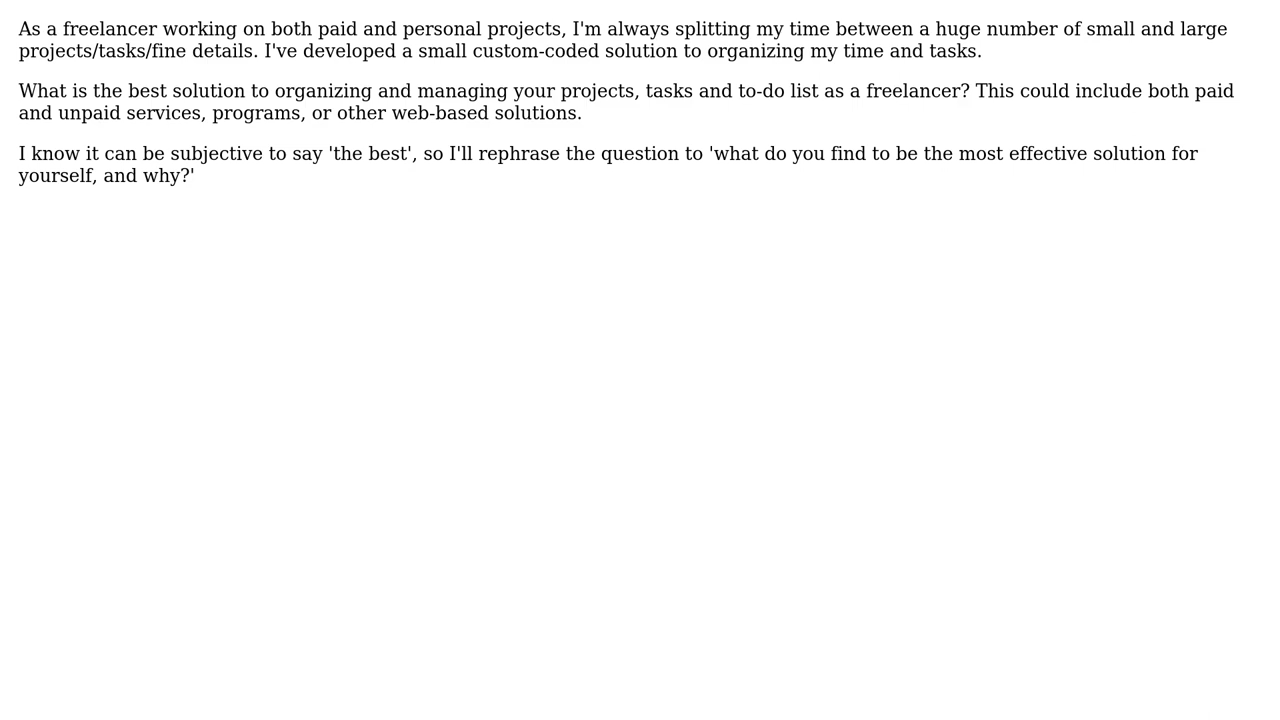 As a freelancer working on both paid and personal projects, I'm always splitting my time between a huge number of small and large
projects/tasks/fine details. I've developed a small custom-coded solution to organizing my time and tasks.
What is the best solution to organizing and managing your projects, tasks and to-do list as a freelancer? This could include both paid
and unpaid services, programs, or other web-based solutions.
I know it can be subjective to say 'the best', so I'll rephrase the question to 'what do you find to be the most effective solution for
yourself, and why?'